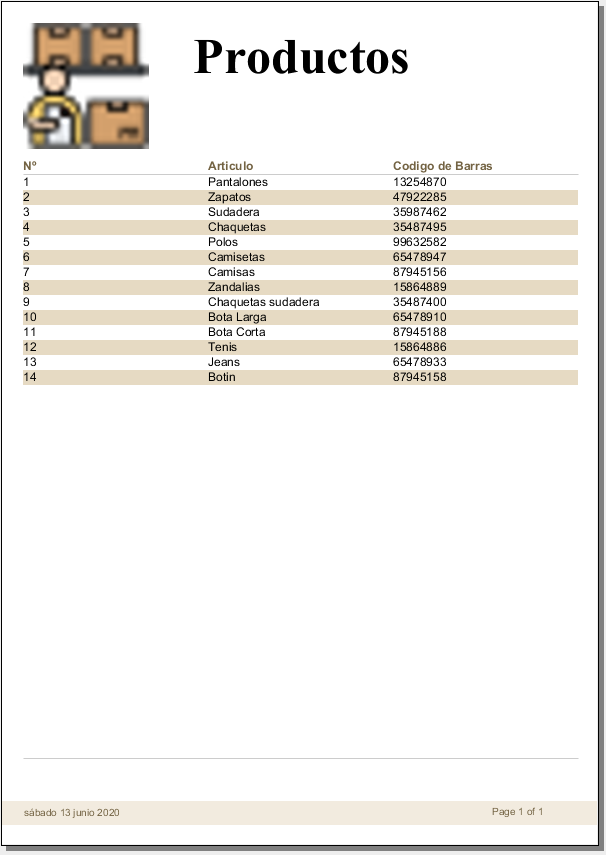 Productos
Nº Articulo Codigo de Barras
1 Pantalones 13254870
2 Zapatos 47922285
3 Sudadera 35987462
4 Chaquetas 35487495
5 Polos 99632582
6 Camisetas 65478947
7 Camisas 87945156
8 Zandalias 15864889
9 Chaquetas sudadera 35487400
10 Bota Larga 65478910
11 Bota Corta 87945188
12 Tenis 15864886
13 Jeans 65478933
14 Botin 87945158
sábado 13 junio 2020 Page 1 of 1